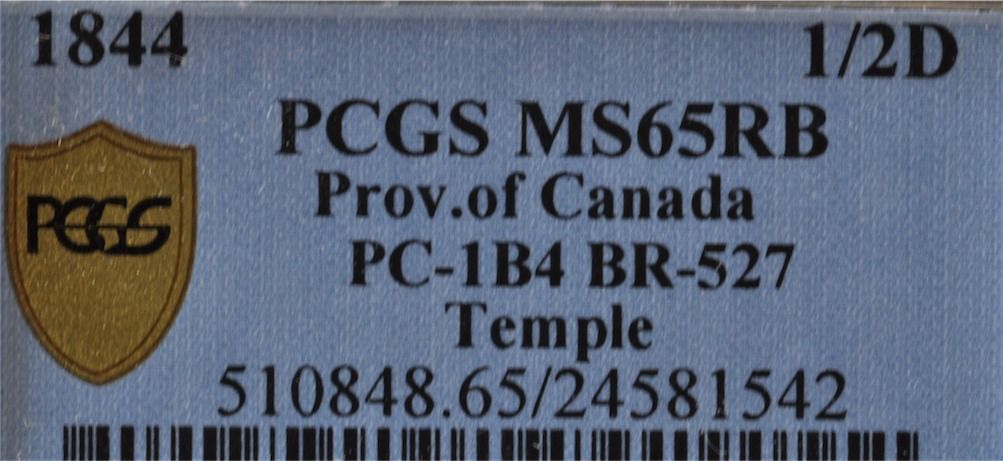 1844 1/2D
PCGS MS65RB
Prov.of Canada
PCGS
PC-1B4 BR-527
Temple
510848.65/24581542